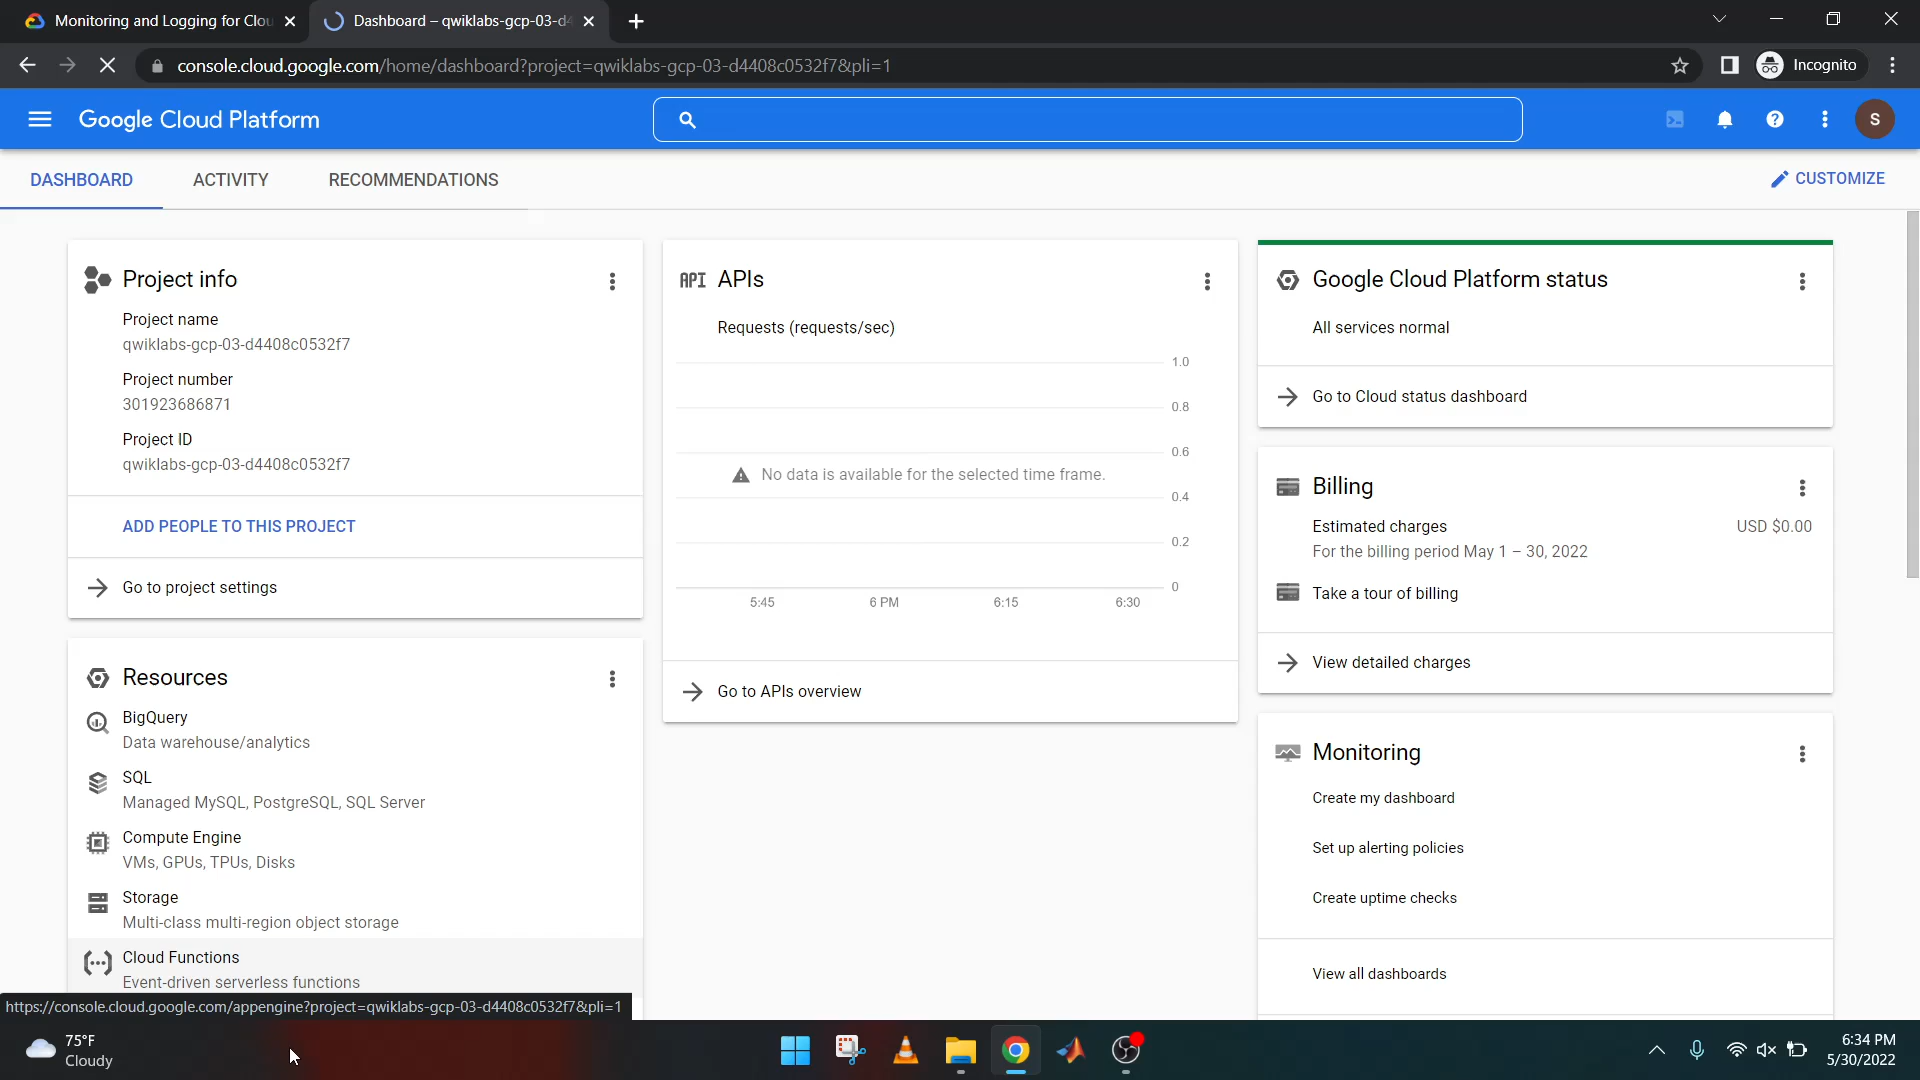 Monitoring and Logging for Clou
Dashboard – qwiklabs-gcp-03-d4
console.cloud.google.com/home/dashboard?project=qwiklabs-gcp-03-d4408c0532f7&pli=1
Incognito
Google Cloud Platform
S
DASHBOARD
ACTIVITY
RECOMMENDATIONS
CUSTOMIZE
Project info
Project name
qwiklabs-gcp-03-d4408c0532f7
Project number
301923686871
Project ID
qwiklabs-gcp-03-d4408c0532f7
ADD PEOPLE TO THIS PROJECT
Go to project settings
Resources
BigQuery
Data warehouse/analytics
SQL
Managed MySQL, PostgreSQL, SQL Server
Compute Engine
VMs, GPUs, TPUs, Disks
Storage
Multi-class multi-region object storage
Cloud Functions
Event-driven serverless functions
API APIs
Requests (requests/sec)
1.0
0.8
0.6
No data is available for the selected time frame.
0.4
0.2
0
5:45 6 PM 6:15 6:30
Go to APIs overview
Google Cloud Platform status
All services normal
Go to Cloud status dashboard
Billing
Estimated charges USD $0.00
For the billing period May 1 – 30, 2022
Take a tour of billing
View detailed charges
Monitoring
Create my dashboard
Set up alerting policies
Create uptime checks
View all dashboards
https://console.cloud.google.com/appengine?project=qwiklabs-gcp-03-d4408c0532f7&pli=1
75°F
Cloudy
6:34 PM
5/30/2022